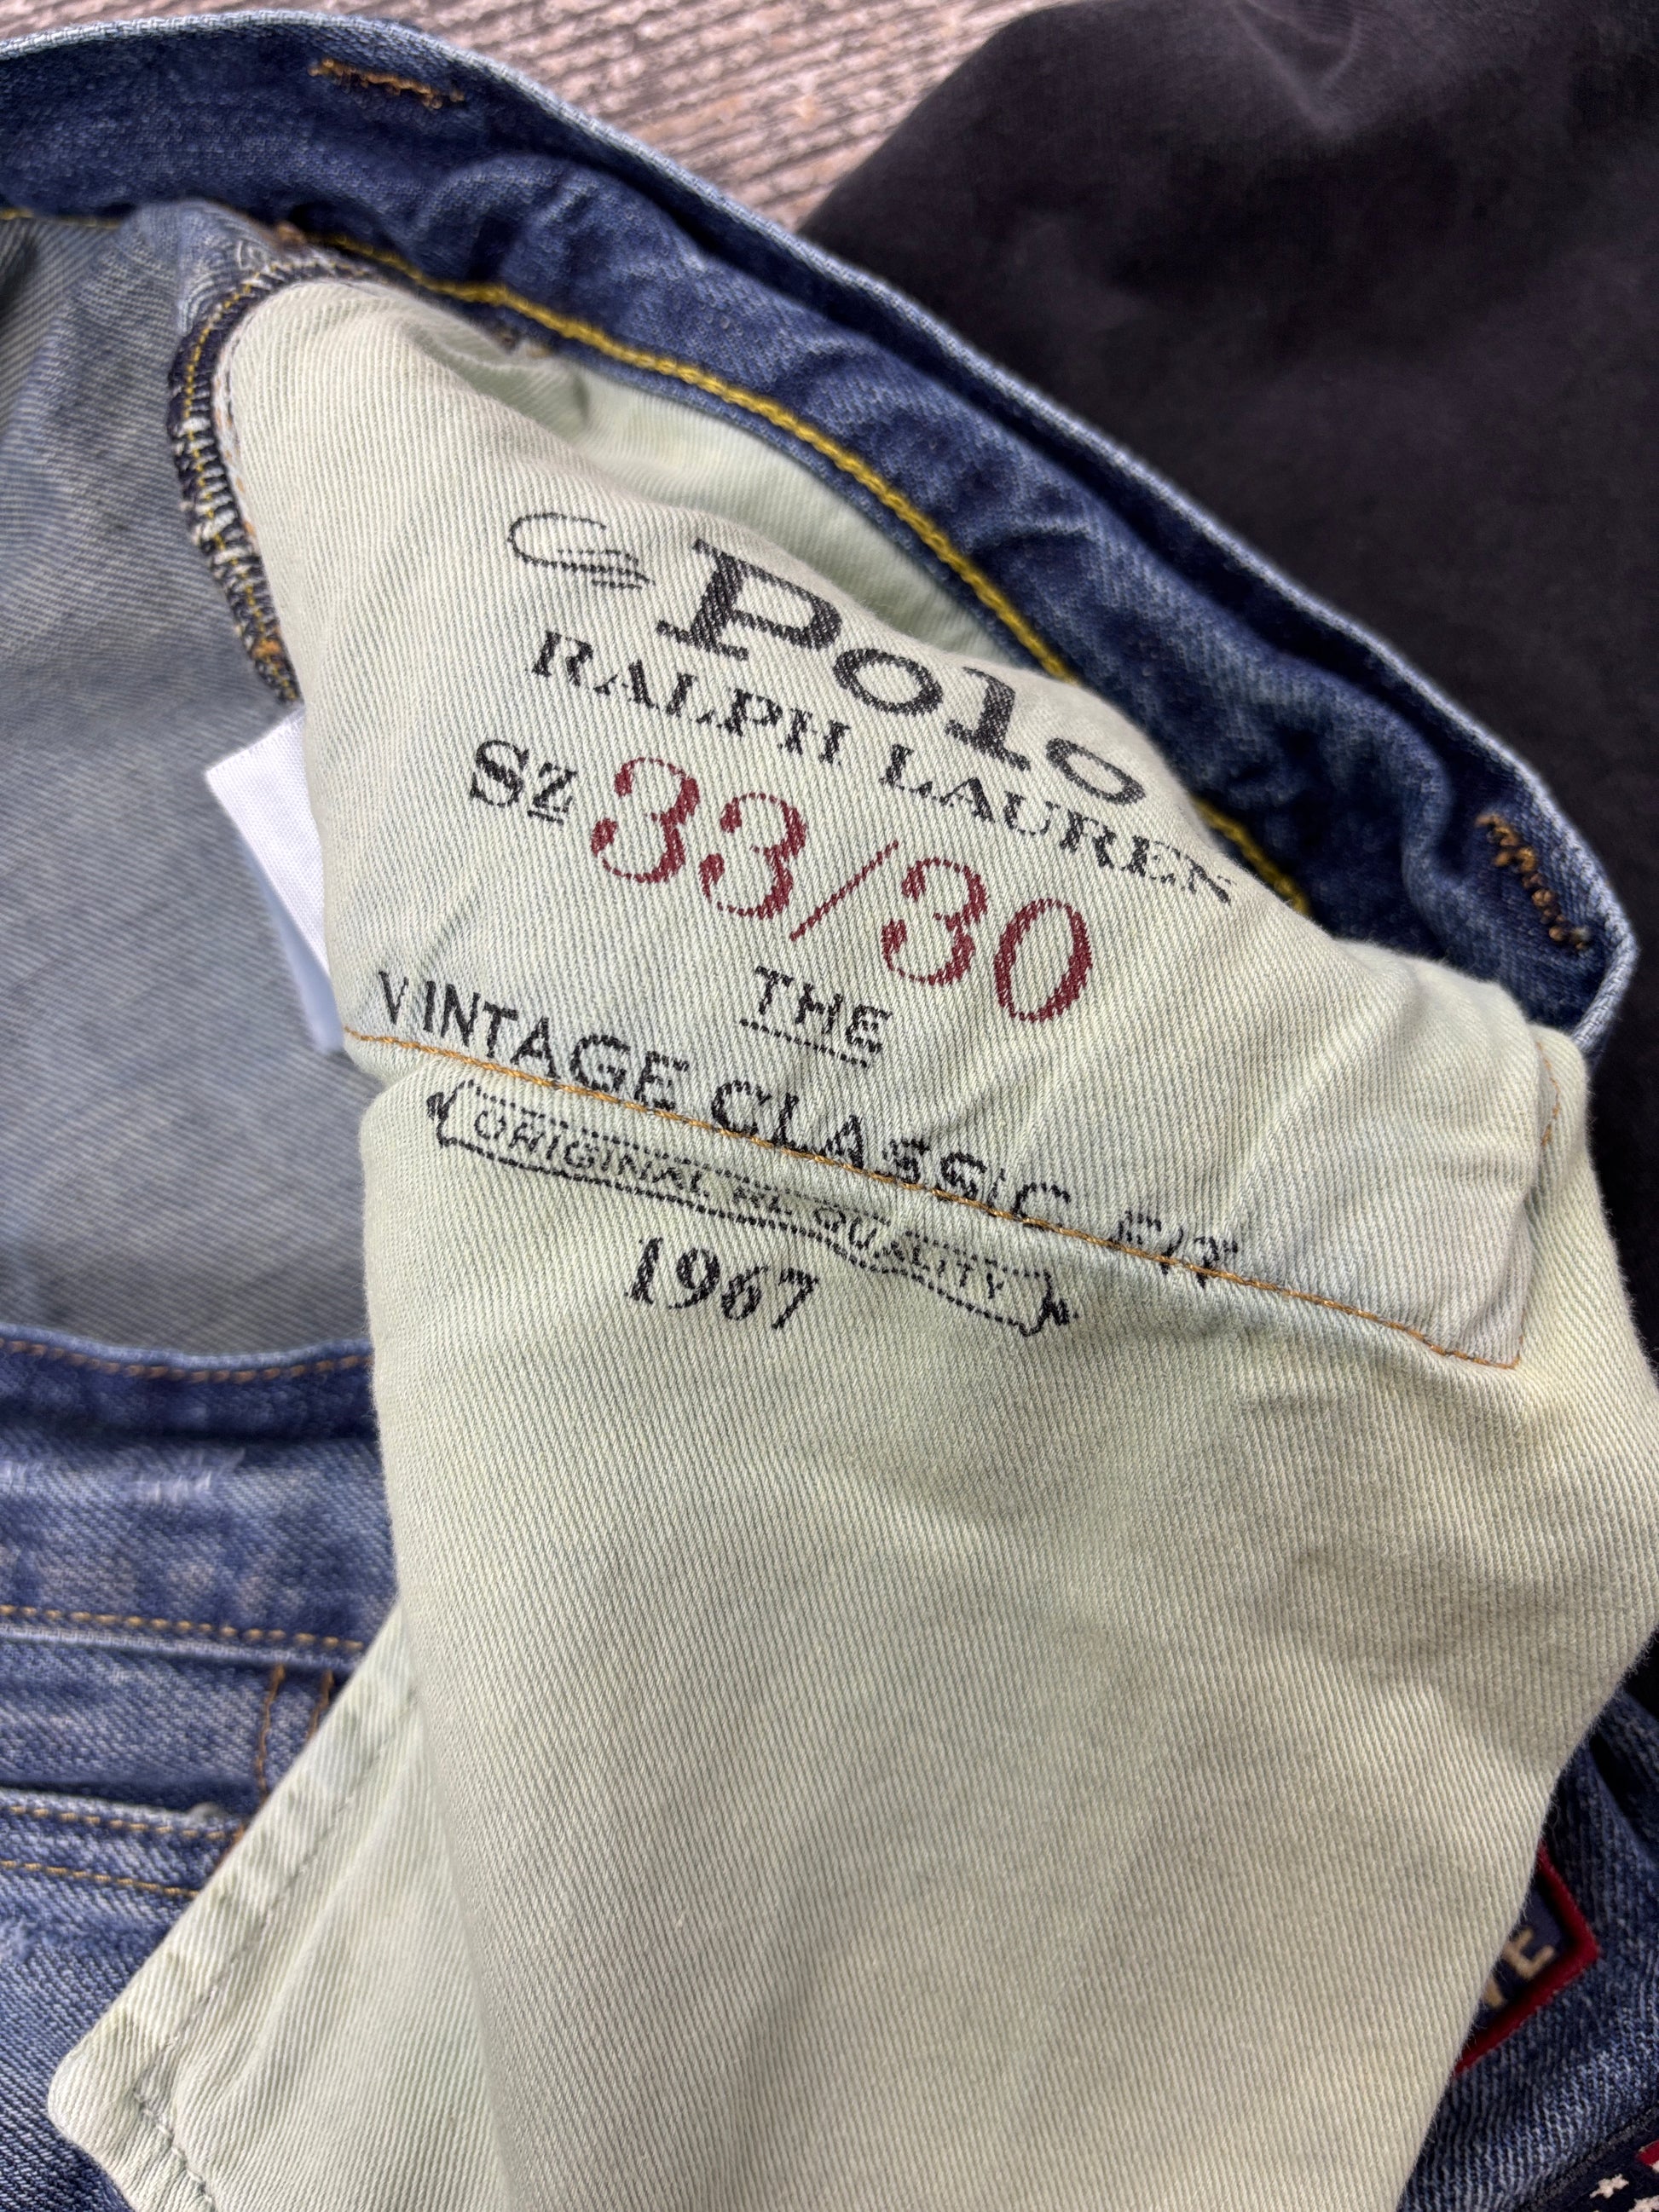 Polo
RALPH LAUREN
Sz 33/30
THE
VINTAGE CLASSIC FIT
ORIGINAL RL QUALITY
1967